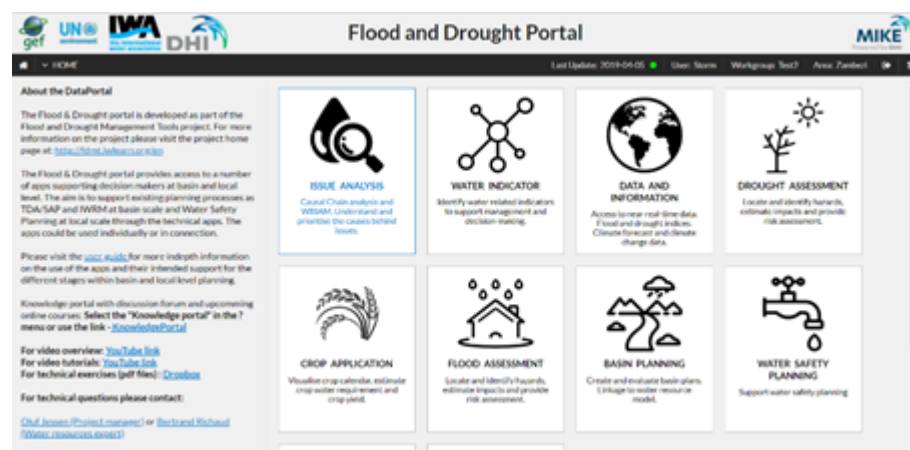 gef
UN
environment
IWA
the international
water association
DHI
Flood and Drought Portal
MIKE
Powered by DHI
HOME
Last Update: 2019-04-05
User: Storm
Workgroup: Test2
Area: Zambezi
About the DataPortal
The Flood & Drought portal is developed as part of the
Flood and Drought Management Tools project. For more
information on the project please visit the project home
page at: http://fdmt.iwlearn.org/en
The Flood & Drought portal provides access to a number
of apps supporting decision makers at basin and local
level. The aim is to support existing planning processes as
TDA/SAP and IWRM at basin scale and Water Safety
Planning at local scale through the technical apps. The
apps could be used individually or in connection.
Please visit the user guide for more indepth information
on the use of the apps and their intended support for the
different stages within basin and local level planning.
Knowledge portal with discussion forum and upcomming
online courses: Select the "Knowledge portal" in the ?
menu or use the link - KnowledgePortal
For video overview: YouTube link
For video tutorials: YouTube link
For technical exercises (pdf files): Dropbox
For technical questions please contact:
Oluf Jessen (Project manager) or Bertrand Richaud
(Water resources expert)
ISSUE ANALYSIS
Causal Chain analysis and
WBIAM. Understand and
prioritise the causes behind
issues.
WATER INDICATOR
Identify water related indicators
to support management and
decision-making.
DATA AND
INFORMATION
Access to near real-time data.
Flood and drought indices.
Climate forecast and climate
change data.
DROUGHT ASSESSMENT
Locate and identify hazards,
estimate impacts and provide
risk assessment.
CROP APPLICATION
Visualise crop calendar, estimate
crop water requirement and
crop yield.
FLOOD ASSESSMENT
Locate and identify hazards,
estimate impacts and provide
risk assessment.
BASIN PLANNING
Create and evaluate basin plans.
Linkage to water resource
model.
WATER SAFETY
PLANNING
Support water safety planning